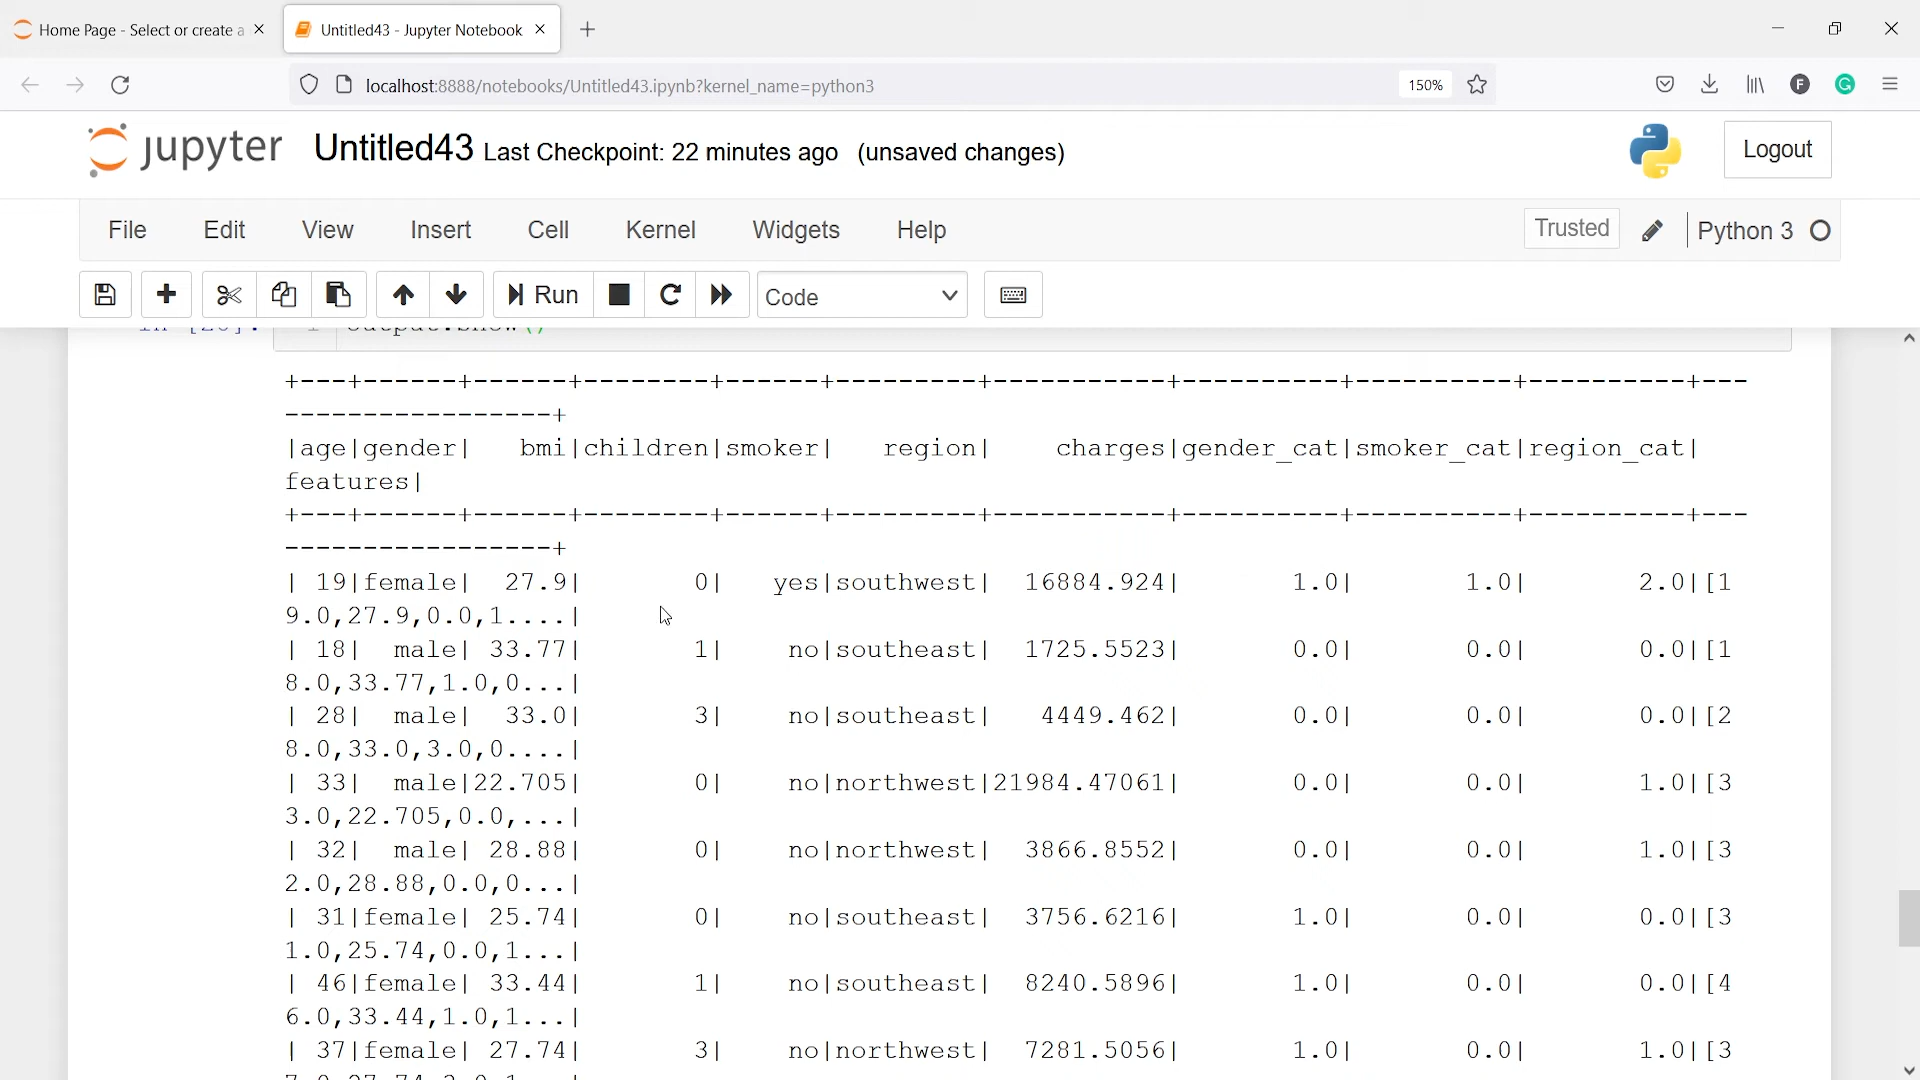 Home Page - Select or create a
Untitled43 - Jupyter Notebook
localhost:8888/notebooks/Untitled43.ipynb?kernel_name=python3
150%
F
G
jupyter Untitled43 Last Checkpoint: 22 minutes ago (unsaved changes)
Logout
File Edit View Insert Cell Kernel Widgets Help
Trusted
Python 3
Run
Code
1 output.show()
+---+------+------+--------+------+---------+-----------+----------+----------+----------+---
-----------------+
|age|gender|   bmi|children|smoker|   region|    charges|gender_cat|smoker_cat|region_cat|
features|
+---+------+------+--------+------+---------+-----------+----------+----------+----------+---
-----------------+
| 19|female|  27.9|       0|   yes|southwest|  16884.924|       1.0|       1.0|       2.0|[1
9.0,27.9,0.0,1....|
| 18|  male| 33.77|       1|    no|southeast|  1725.5523|       0.0|       0.0|       0.0|[1
8.0,33.77,1.0,0...|
| 28|  male|  33.0|       3|    no|southeast|   4449.462|       0.0|       0.0|       0.0|[2
8.0,33.0,3.0,0....|
| 33|  male|22.705|       0|    no|northwest|21984.47061|       0.0|       0.0|       1.0|[3
3.0,22.705,0.0,...|
| 32|  male| 28.88|       0|    no|northwest|  3866.8552|       0.0|       0.0|       1.0|[3
2.0,28.88,0.0,0...|
| 31|female| 25.74|       0|    no|southeast|  3756.6216|       1.0|       0.0|       0.0|[3
1.0,25.74,0.0,1...|
| 46|female| 33.44|       1|    no|southeast|  8240.5896|       1.0|       0.0|       0.0|[4
6.0,33.44,1.0,1...|
| 37|female| 27.74|       3|    no|northwest|  7281.5056|       1.0|       0.0|       1.0|[3